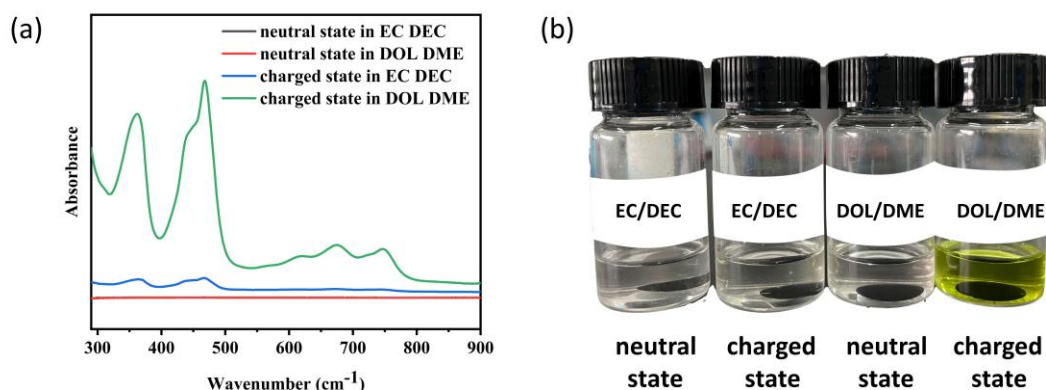 (a)
neutral state in EC DEC
neutral state in DOL DME
charged state in EC DEC
charged state in DOL DME
Absorbance
300 400 500 600 700 800 900
Wavenumber (cm-1)
(b)
EC/DEC EC/DEC DOL/DME DOL/DME
neutral charged neutral charged
state state state state